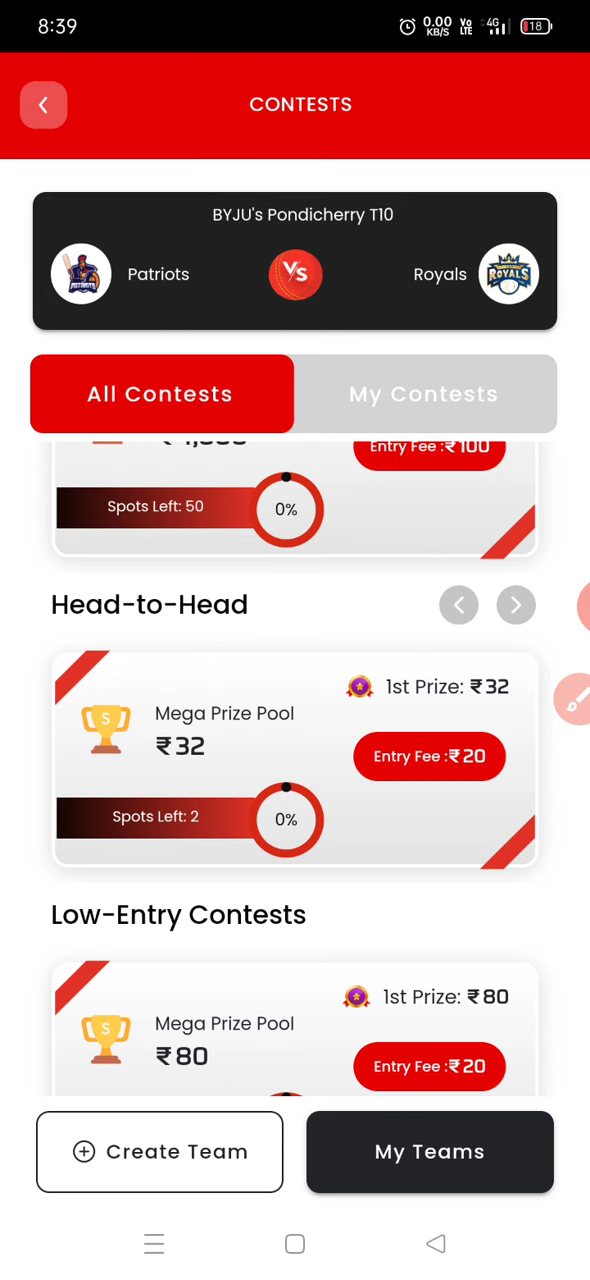 8:39
0.00 KB/S
Vo LTE
4G
18
CONTESTS
BYJU's Pondicherry T10
Patriots
VS
Royals
PATRIOTS
ROYALS
All Contests
My Contests
Entry Fee :₹100
Spots Left: 50
0%
Head-to-Head
1st Prize: ₹32
S
Mega Prize Pool
₹32
Entry Fee :₹20
Spots Left: 2
0%
Low-Entry Contests
1st Prize: ₹80
S
Mega Prize Pool
₹80
Entry Fee :₹20
Create Team
My Teams